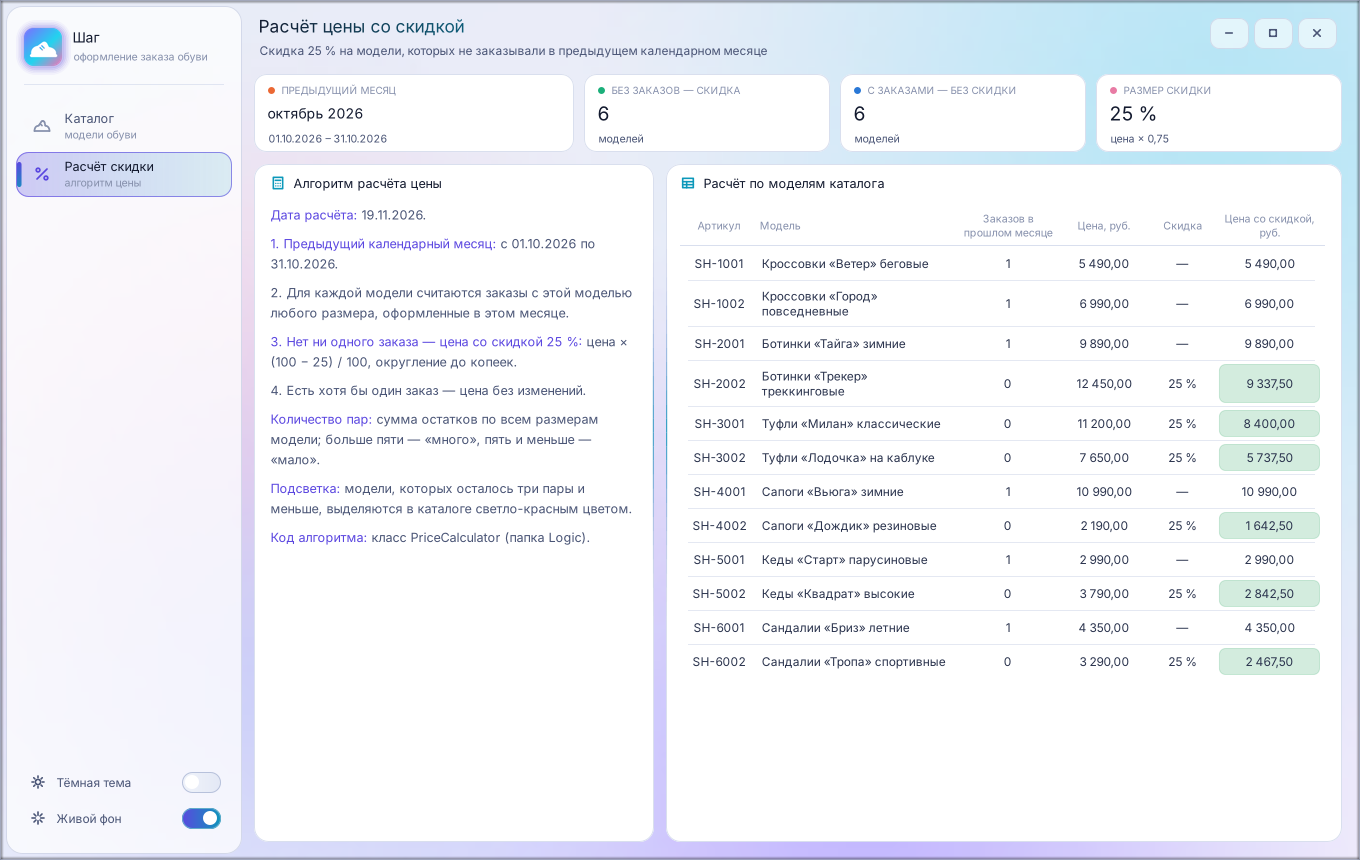 Шаг
оформление заказа обуви
Каталог
модели обуви
Расчёт скидки
алгоритм цены
Тёмная тема
Живой фон
Расчёт цены со скидкой
Скидка 25 % на модели, которых не заказывали в предыдущем календарном месяце
ПРЕДЫДУЩИЙ МЕСЯЦ
октябрь 2026
01.10.2026 – 31.10.2026
БЕЗ ЗАКАЗОВ — СКИДКА
6
моделей
С ЗАКАЗАМИ — БЕЗ СКИДКИ
6
моделей
РАЗМЕР СКИДКИ
25 %
цена × 0,75
Алгоритм расчёта цены
Дата расчёта: 19.11.2026.
1. Предыдущий календарный месяц: с 01.10.2026 по
31.10.2026.
2. Для каждой модели считаются заказы с этой моделью
любого размера, оформленные в этом месяце.
3. Нет ни одного заказа — цена со скидкой 25 %: цена ×
(100 − 25) / 100, округление до копеек.
4. Есть хотя бы один заказ — цена без изменений.
Количество пар: сумма остатков по всем размерам
модели; больше пяти — «много», пять и меньше —
«мало».
Подсветка: модели, которых осталось три пары и
меньше, выделяются в каталоге светло-красным цветом.
Код алгоритма: класс PriceCalculator (папка Logic).
Расчёт по моделям каталога
Артикул Модель Заказов в прошлом месяце Цена, руб. Скидка Цена со скидкой, руб.
SH-1001 Кроссовки «Ветер» беговые 1 5 490,00 — 5 490,00
SH-1002 Кроссовки «Город» повседневные 1 6 990,00 — 6 990,00
SH-2001 Ботинки «Тайга» зимние 1 9 890,00 — 9 890,00
SH-2002 Ботинки «Трекер» треккинговые 0 12 450,00 25 % 9 337,50
SH-3001 Туфли «Милан» классические 0 11 200,00 25 % 8 400,00
SH-3002 Туфли «Лодочка» на каблуке 0 7 650,00 25 % 5 737,50
SH-4001 Сапоги «Вьюга» зимние 1 10 990,00 — 10 990,00
SH-4002 Сапоги «Дождик» резиновые 0 2 190,00 25 % 1 642,50
SH-5001 Кеды «Старт» парусиновые 1 2 990,00 — 2 990,00
SH-5002 Кеды «Квадрат» высокие 0 3 790,00 25 % 2 842,50
SH-6001 Сандалии «Бриз» летние 1 4 350,00 — 4 350,00
SH-6002 Сандалии «Тропа» спортивные 0 3 290,00 25 % 2 467,50